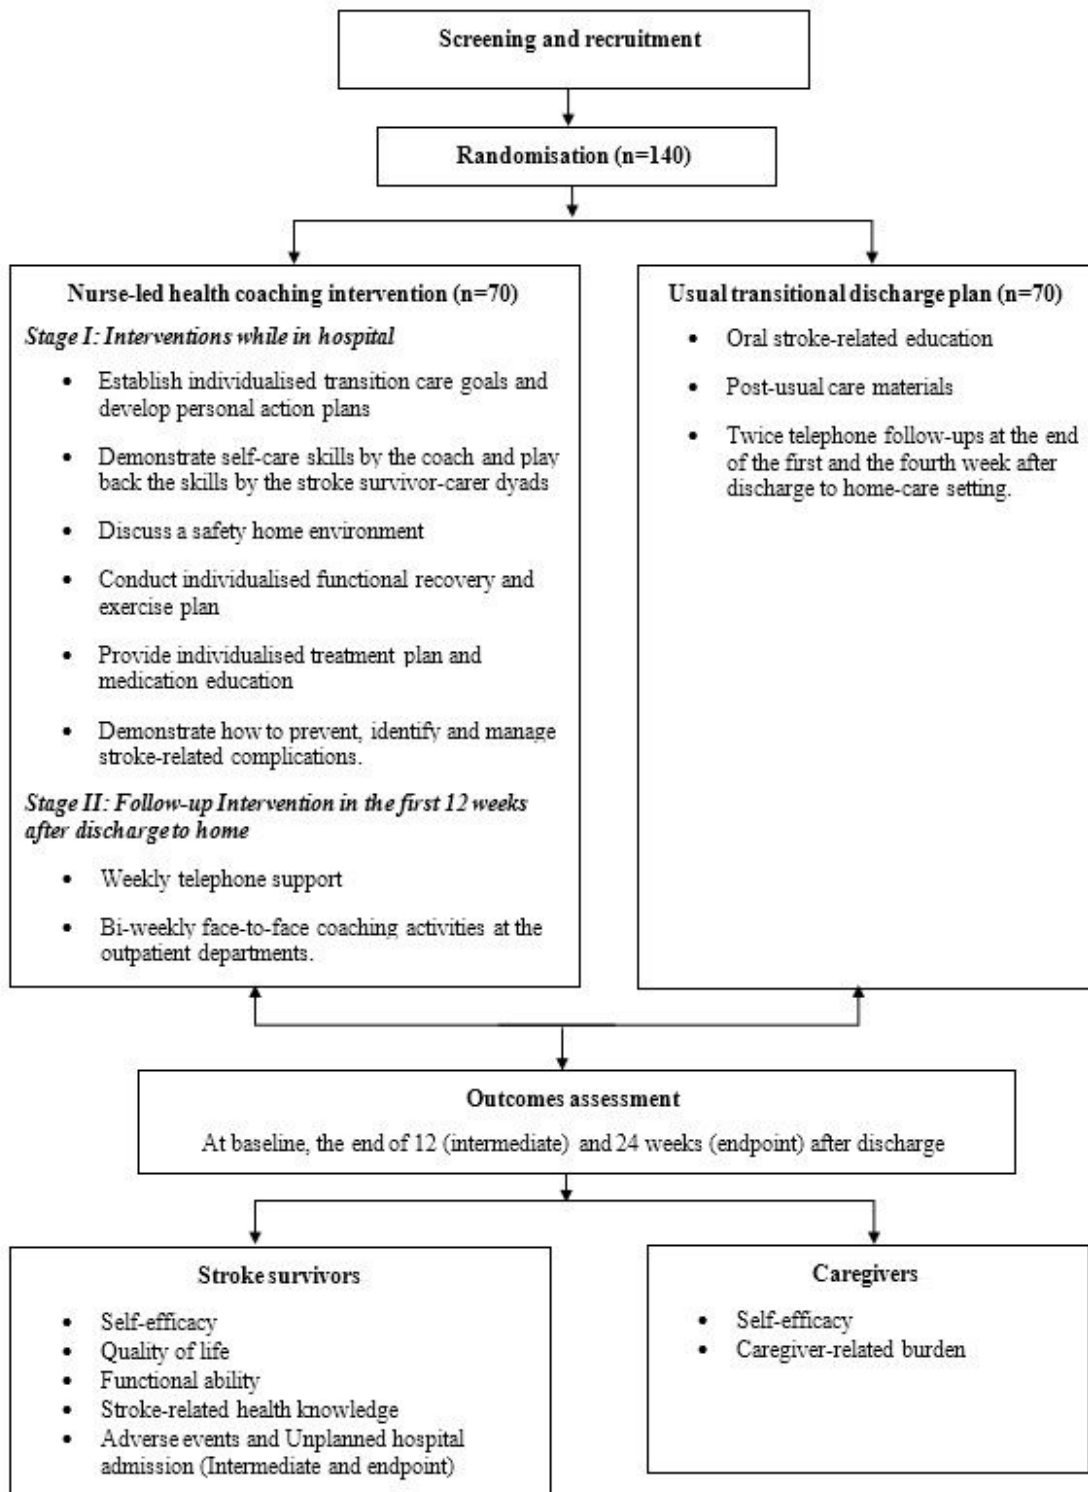 Screening and recruitment
Randomisation (n=140)
Nurse-led health coaching intervention (n=70)
Stage I: Interventions while in hospital
• Establish individualised transition care goals and
develop personal action plans
• Demonstrate self-care skills by the coach and play
back the skills by the stroke survivor-carer dyads
• Discuss a safety home environment
• Conduct individualised functional recovery and
exercise plan
• Provide individualised treatment plan and
medication education
• Demonstrate how to prevent, identify and manage
stroke-related complications.
Stage II: Follow-up Intervention in the first 12 weeks
after discharge to home
• Weekly telephone support
• Bi-weekly face-to-face coaching activities at the
outpatient departments.
Usual transitional discharge plan (n=70)
• Oral stroke-related education
• Post-usual care materials
• Twice telephone follow-ups at the end
of the first and the fourth week after
discharge to home-care setting.
Outcomes assessment
At baseline, the end of 12 (intermediate) and 24 weeks (endpoint) after discharge
Stroke survivors
• Self-efficacy
• Quality of life
• Functional ability
• Stroke-related health knowledge
• Adverse events and Unplanned hospital
admission (Intermediate and endpoint)
Caregivers
• Self-efficacy
• Caregiver-related burden